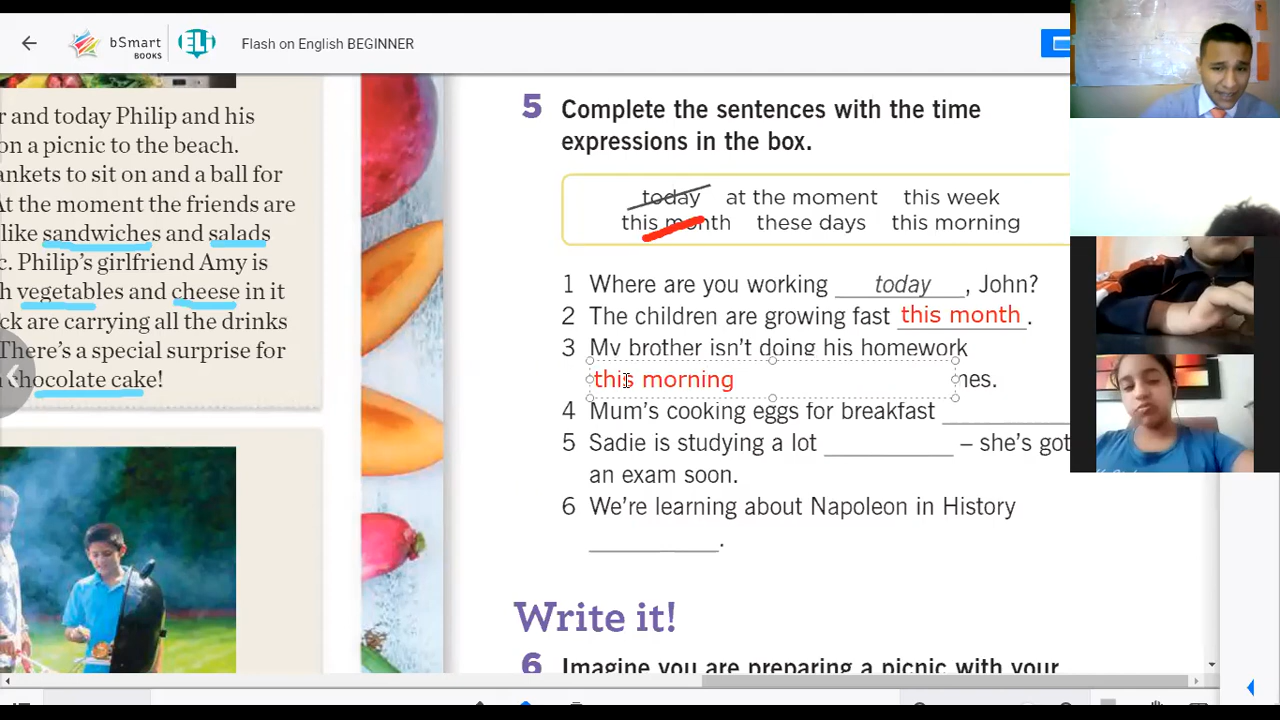 bSmart BOOKS ELi Flash on English BEGINNER
r and today Philip and his
on a picnic to the beach.
ankets to sit on and a ball for
At the moment the friends are
like sandwiches and salads
c. Philip's girlfriend Amy is
h vegetables and cheese in it
ck are carrying all the drinks
There's a special surprise for
chocolate cake!
5 Complete the sentences with the time
expressions in the box.
today at the moment this week
this month these days this morning
1 Where are you working today, John?
2 The children are growing fast this month.
3 My brother isn't doing his homework
this morning nes.
4 Mum's cooking eggs for breakfast
5 Sadie is studying a lot ________ – she's got
an exam soon.
6 We're learning about Napoleon in History
________.
Write it!
6 Imagine you are preparing a picnic with your